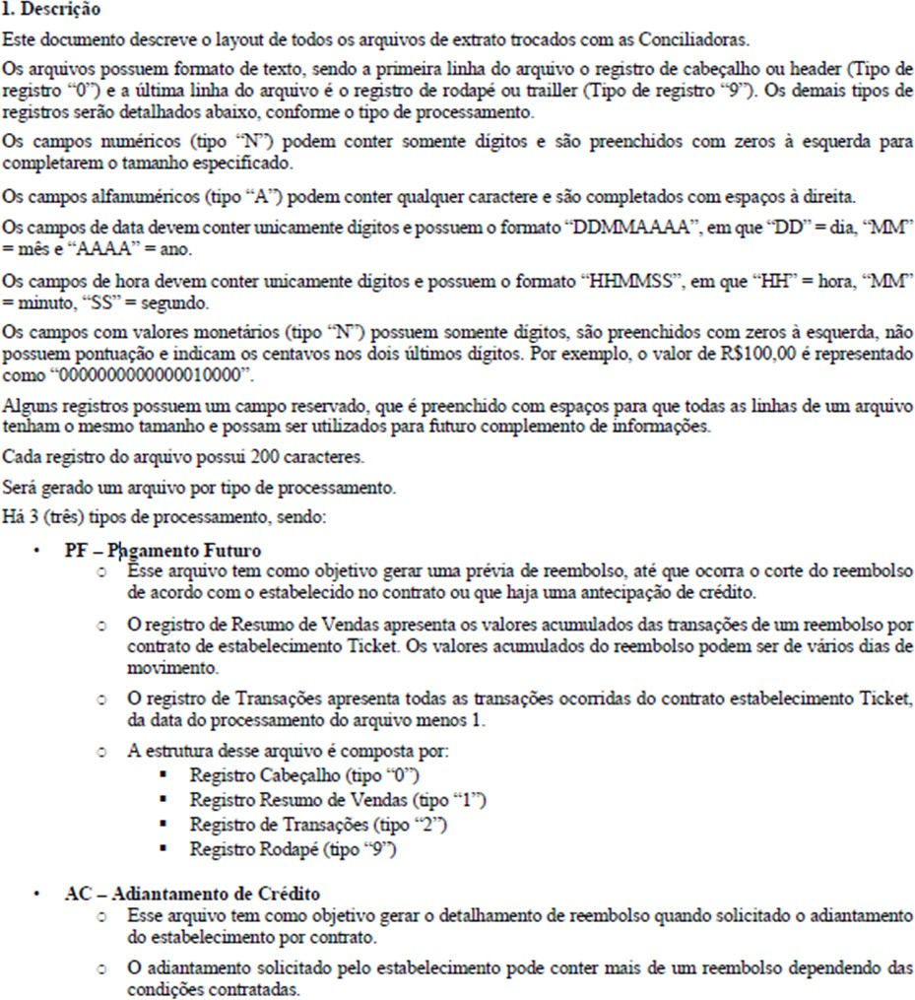 1. Descrição
Este documento descreve o layout de todos os arquivos de extrato trocados com as Conciliadoras.
Os arquivos possuem formato de texto, sendo a primeira linha do arquivo o registro de cabeçalho ou header (Tipo de
registro “0”) e a última linha do arquivo é o registro de rodapé ou trailler (Tipo de registro “9”). Os demais tipos de
registros serão detalhados abaixo, conforme o tipo de processamento.
Os campos numéricos (tipo “N”) podem conter somente dígitos e são preenchidos com zeros à esquerda para
completarem o tamanho especificado.
Os campos alfanuméricos (tipo “A”) podem conter qualquer caractere e são completados com espaços à direita.
Os campos de data devem conter unicamente dígitos e possuem o formato “DDMMAAAA”, em que “DD” = dia, “MM”
= mês e “AAAA” = ano.
Os campos de hora devem conter unicamente dígitos e possuem o formato “HHMMSS”, em que “HH” = hora, “MM”
= minuto, “SS” = segundo.
Os campos com valores monetários (tipo “N”) possuem somente dígitos, são preenchidos com zeros à esquerda, não
possuem pontuação e indicam os centavos nos dois últimos dígitos. Por exemplo, o valor de R$100,00 é representado
como “0000000000000010000”.
Alguns registros possuem um campo reservado, que é preenchido com espaços para que todas as linhas de um arquivo
tenham o mesmo tamanho e possam ser utilizados para futuro complemento de informações.
Cada registro do arquivo possui 200 caracteres.
Será gerado um arquivo por tipo de processamento.
Há 3 (três) tipos de processamento, sendo:
• PF – Pagamento Futuro
○ Esse arquivo tem como objetivo gerar uma prévia de reembolso, até que ocorra o corte do reembolso
de acordo com o estabelecido no contrato ou que haja uma antecipação de crédito.
○ O registro de Resumo de Vendas apresenta os valores acumulados das transações de um reembolso por
contrato de estabelecimento Ticket. Os valores acumulados do reembolso podem ser de vários dias de
movimento.
○ O registro de Transações apresenta todas as transações ocorridas do contrato estabelecimento Ticket,
da data do processamento do arquivo menos 1.
○ A estrutura desse arquivo é composta por:
▪ Registro Cabeçalho (tipo “0”)
▪ Registro Resumo de Vendas (tipo “1”)
▪ Registro de Transações (tipo “2”)
▪ Registro Rodapé (tipo “9”)
• AC – Adiantamento de Crédito
○ Esse arquivo tem como objetivo gerar o detalhamento de reembolso quando solicitado o adiantamento
do estabelecimento por contrato.
○ O adiantamento solicitado pelo estabelecimento pode conter mais de um reembolso dependendo das
condições contratadas.